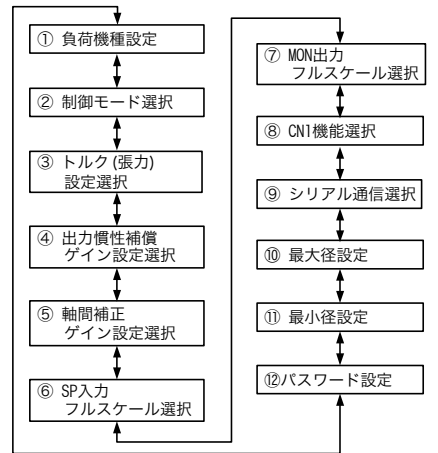 ① 負荷機種設定
② 制御モード選択
③ トルク(張力)
設定選択
④ 出力慣性補償
ゲイン設定選択
⑤ 軸間補正
ゲイン設定選択
⑥ SP入力
フルスケール選択
⑦ MON出力
フルスケール選択
⑧ CN1機能選択
⑨ シリアル通信選択
⑩ 最大径設定
⑪ 最小径設定
⑫パスワード設定